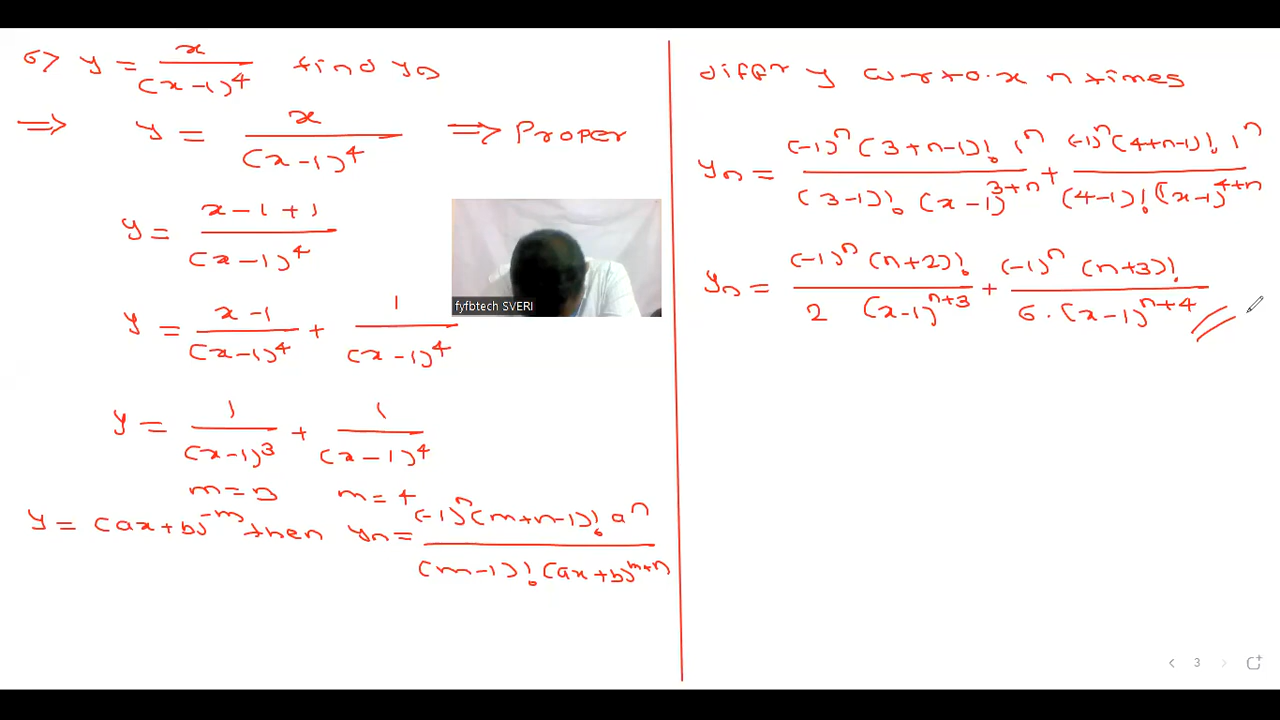 6> y = x/(x-1)^4 find yn
⇒ y = x/(x-1)^4 ⇒ Proper
y = (x-1+1)/(x-1)^4
y = (x-1)/(x-1)^4 + 1/(x-1)^4
y = 1/(x-1)^3 + 1/(x-1)^4
m=3 m=4
y = (ax+b)^-m then yn = (-1)^n (m+n-1)! a^n / (m-1)! (ax+b)^m+n
fyfbtech SVERI
differ y w.r.to.x n times
yn = (-1)^n (3+n-1)! 1^n / (3-1)! (x-1)^3+n + (-1)^n (4+n-1)! 1^n / (4-1)! (x-1)^4+n
yn = (-1)^n (n+2)! / 2 (x-1)^n+3 + (-1)^n (n+3)! / 6·(x-1)^n+4
3